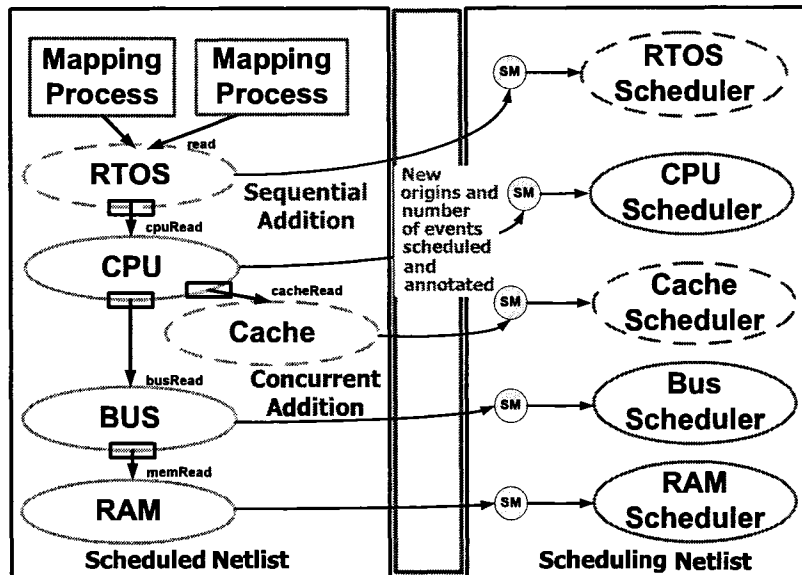 Mapping
Process
Mapping
Process
read
RTOS
Sequential
Addition
cpuRead
CPU
cacheRead
Cache
Concurrent
Addition
busRead
BUS
memRead
RAM
Scheduled Netlist
New
origins and
number
of events
scheduled
and
annotated
SM
RTOS
Scheduler
SM
CPU
Scheduler
SM
Cache
Scheduler
SM
Bus
Scheduler
SM
RAM
Scheduler
Scheduling Netlist